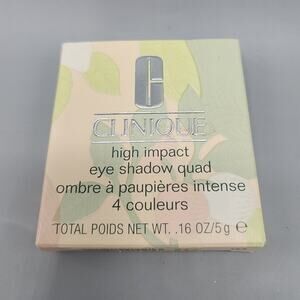 CLINIQUE
high impact
eye shadow quad
ombre à paupières intense
4 couleurs
TOTAL POIDS NET WT. .16 OZ/5g ℮